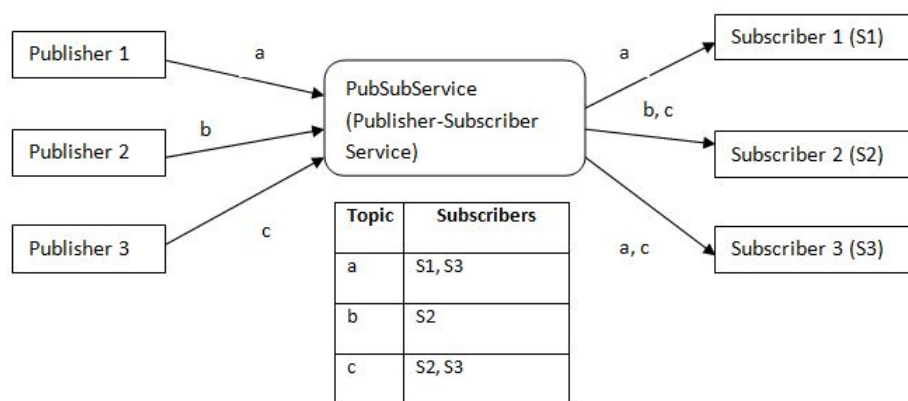 Publisher 1
a
Publisher 2
b
Publisher 3
c
PubSubService
(Publisher-Subscriber
Service)
a
Subscriber 1 (S1)
b, c
Subscriber 2 (S2)
a, c
Subscriber 3 (S3)
Topic Subscribers
a S1, S3
b S2
c S2, S3